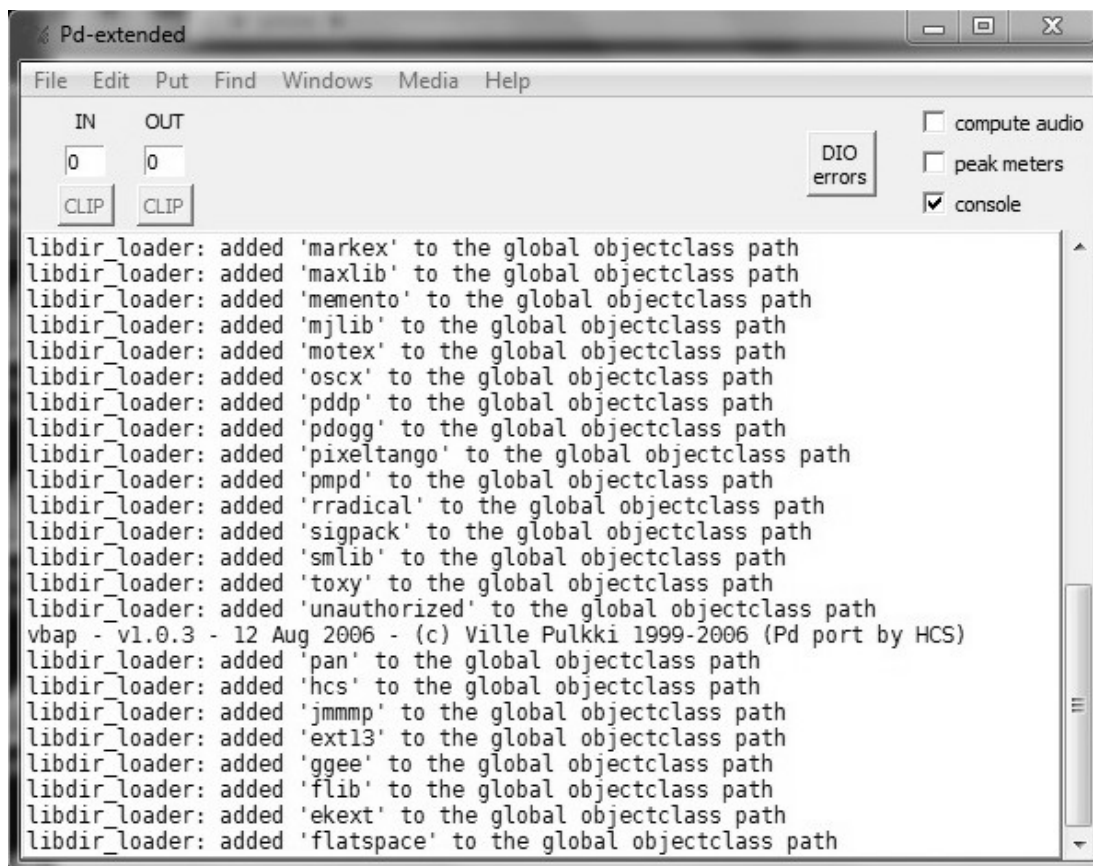 Pd-extended
File Edit Put Find Windows Media Help
IN OUT
0 0
CLIP CLIP
DIO
errors
compute audio
peak meters
console
libdir_loader: added 'markex' to the global objectclass path
libdir_loader: added 'maxlib' to the global objectclass path
libdir_loader: added 'memento' to the global objectclass path
libdir_loader: added 'mjlib' to the global objectclass path
libdir_loader: added 'motex' to the global objectclass path
libdir_loader: added 'oscx' to the global objectclass path
libdir_loader: added 'pddp' to the global objectclass path
libdir_loader: added 'pdogg' to the global objectclass path
libdir_loader: added 'pixeltango' to the global objectclass path
libdir_loader: added 'pmpd' to the global objectclass path
libdir_loader: added 'rradical' to the global objectclass path
libdir_loader: added 'sigpack' to the global objectclass path
libdir_loader: added 'smlib' to the global objectclass path
libdir_loader: added 'toxy' to the global objectclass path
libdir_loader: added 'unauthorized' to the global objectclass path
vbap - v1.0.3 - 12 Aug 2006 - (c) Ville Pulkki 1999-2006 (Pd port by HCS)
libdir_loader: added 'pan' to the global objectclass path
libdir_loader: added 'hcs' to the global objectclass path
libdir_loader: added 'jmmmp' to the global objectclass path
libdir_loader: added 'ext13' to the global objectclass path
libdir_loader: added 'ggee' to the global objectclass path
libdir_loader: added 'flib' to the global objectclass path
libdir_loader: added 'ekext' to the global objectclass path
libdir_loader: added 'flatspace' to the global objectclass path